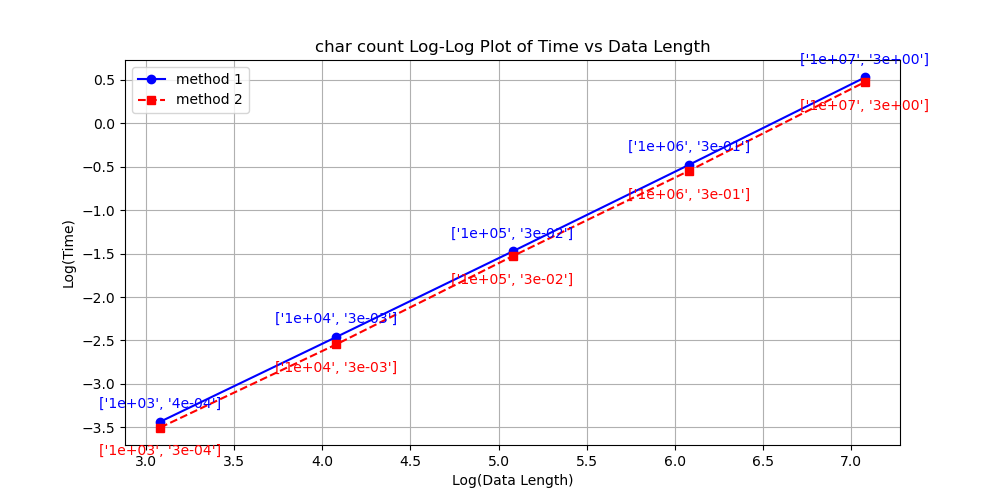 char count Log-Log Plot of Time vs Data Length
['1e+07', '3e+00']
method 1
method 2
0.5
['1e+07', '3e+00']
0.0
['1e+06', '3e-01']
−0.5
['1e+06', '3e-01']
−1.0
['1e+05', '3e-02']
−1.5
['1e+05', '3e-02']
Log(Time)
−2.0
['1e+04', '3e-03']
−2.5
['1e+04', '3e-03']
−3.0
['1e+03', '4e-04']
−3.5
['1e+03', '3e-04']
3.0 3.5 4.0 4.5 5.0 5.5 6.0 6.5 7.0
Log(Data Length)